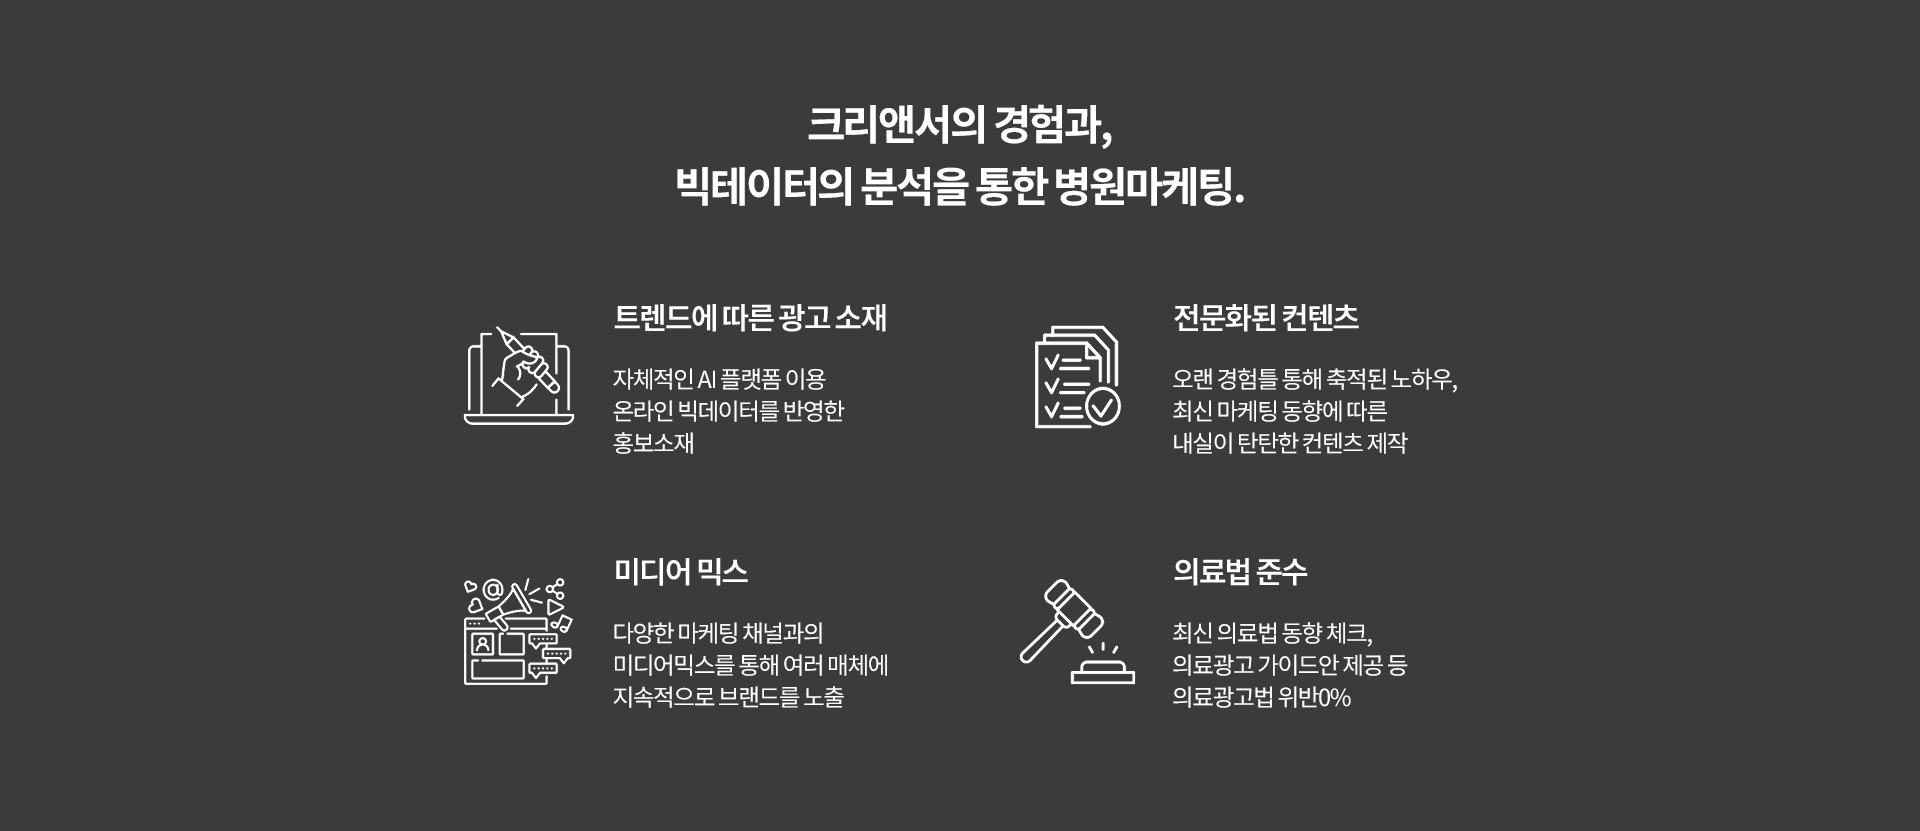 크리앤서의 경험과,
빅테이터의 분석을 통한 병원마케팅.
트렌드에 따른 광고 소재
자체적인 AI 플랫폼 이용
온라인 빅데이터를 반영한
홍보소재
전문화된 컨텐츠
오랜 경험틀 통해 축적된 노하우,
최신 마케팅 동향에 따른
내실이 탄탄한 컨텐츠 제작
미디어 믹스
다양한 마케팅 채널과의
미디어믹스를 통해 여러 매체에
지속적으로 브랜드를 노출
의료법 준수
최신 의료법 동향 체크,
의료광고 가이드안 제공 등
의료광고법 위반0%